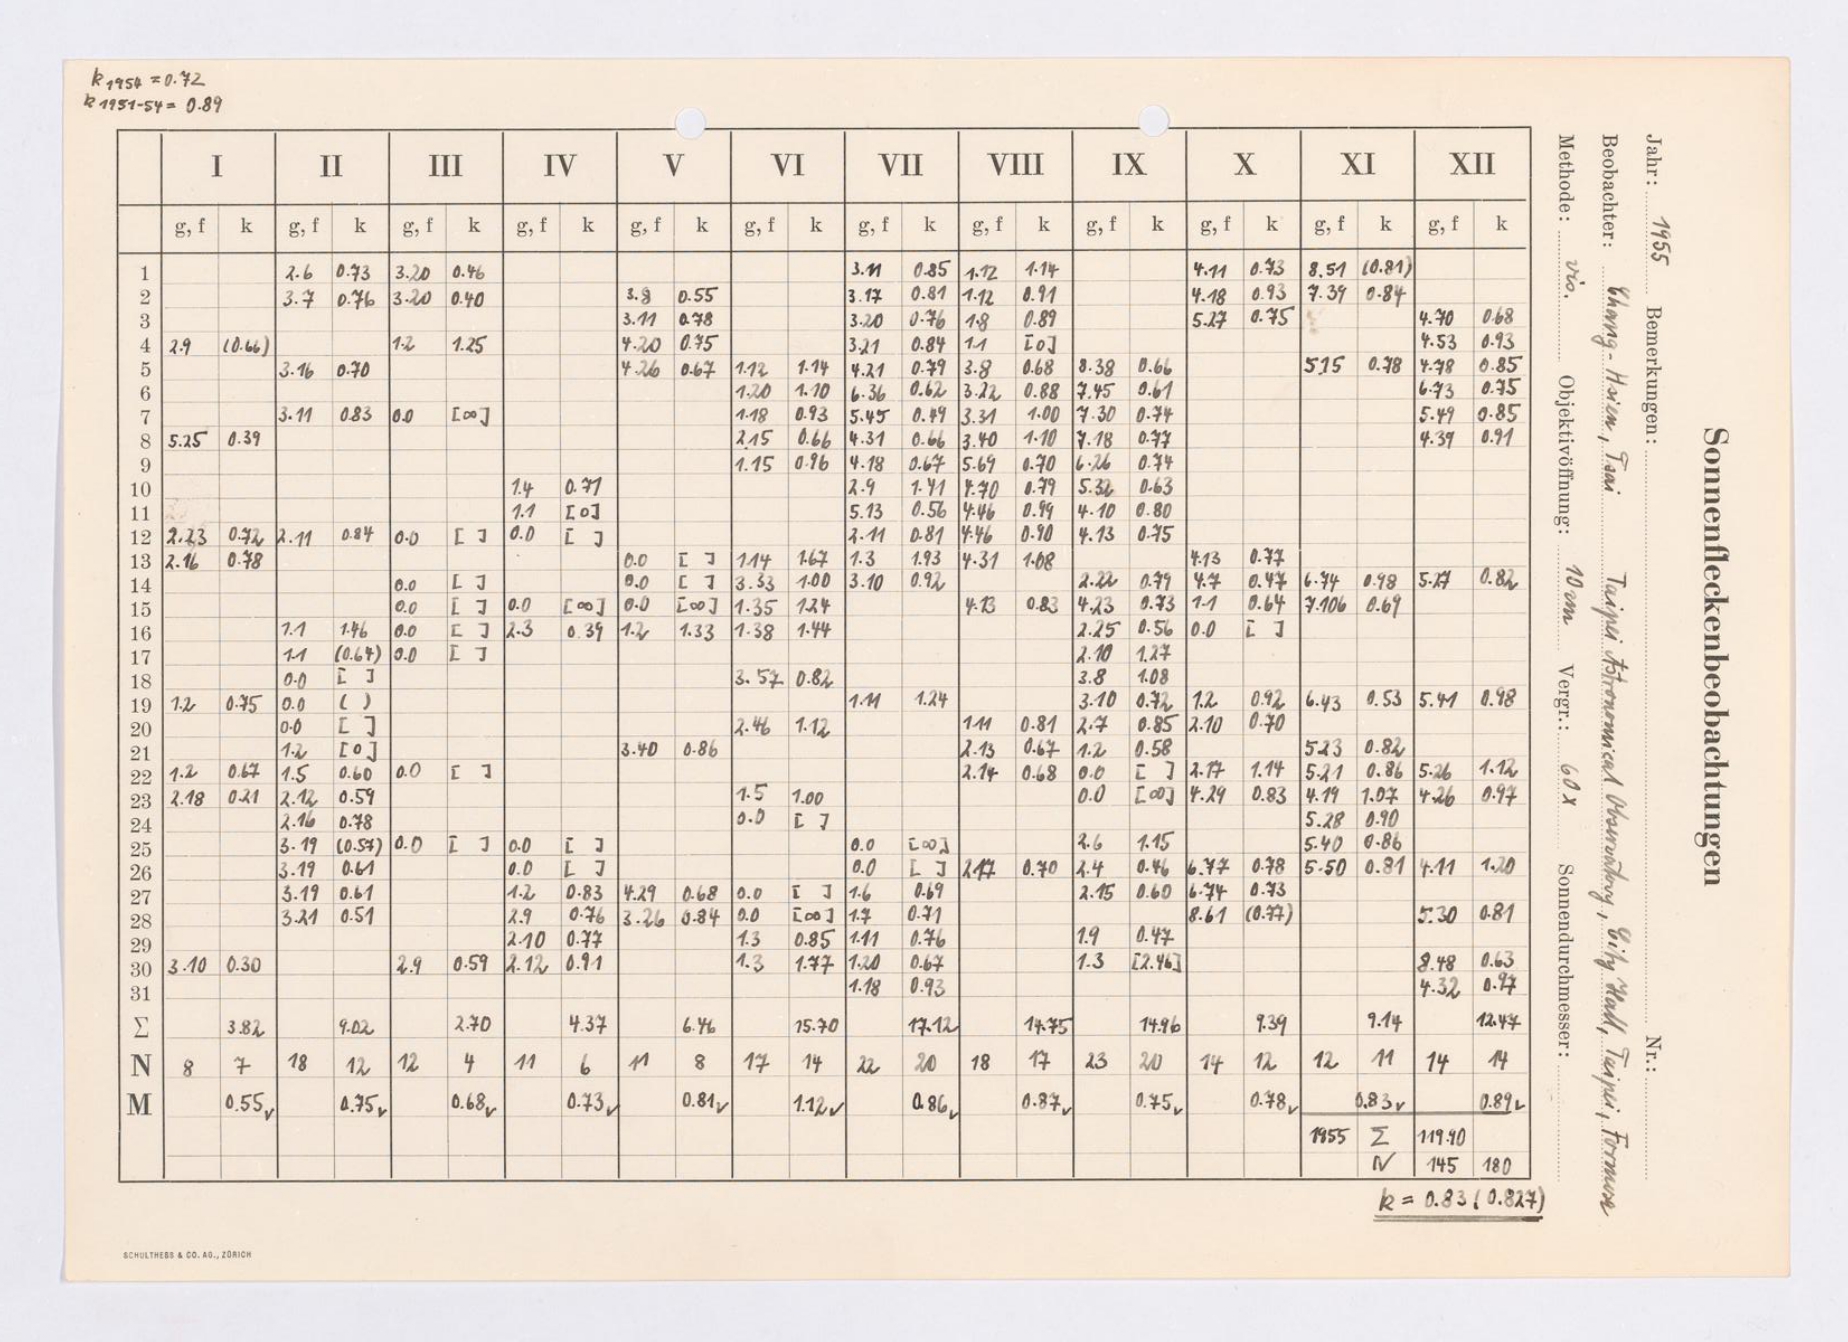 k 1954 = 0.72
k 1951-54 = 0.89
Sonnenfleckenbeobachtungen
Jahr: 1955 Bemerkungen: Nr.:
Beobachter: Chang-Hsien, Tsai Taipei Astronomical Observatory, City Hall, Taipei, Formosa
Methode: vis. Objektivöffnung: 10 cm Vergr.: 60 x Sonnendurchmesser:
I II III IV V VI VII VIII IX X XI XII
g, f k g, f k g, f k g, f k g, f k g, f k g, f k g, f k g, f k g, f k g, f k g, f k
1 2.6 0.73 3.20 0.46 3.11 0.85 1.12 1.14 4.11 0.73 8.51 (0.81)
2 3.7 0.76 3.20 0.40 3.8 0.55 3.17 0.81 1.12 0.91 4.18 0.93 7.39 0.84
3 3.11 0.78 3.20 0.76 1.8 0.89 5.27 0.75 4.70 0.68
4 2.9 (0.66) 1.2 1.25 4.20 0.75 3.21 0.84 1.1 [0] 4.53 0.93
5 3.16 0.70 4.26 0.67 1.12 1.14 4.21 0.79 3.8 0.68 8.38 0.66 5.15 0.78 4.78 0.85
6 1.20 1.10 6.36 0.62 3.22 0.88 7.45 0.61 6.73 0.75
7 3.11 0.83 0.0 [∞] 1.18 0.93 5.45 0.49 3.31 1.00 7.30 0.74 5.49 0.85
8 5.25 0.39 2.15 0.66 4.31 0.66 3.40 1.10 7.18 0.77 4.39 0.91
9 1.15 0.96 4.18 0.67 5.69 0.70 6.26 0.74
10 1.4 0.71 2.9 1.41 4.70 0.79 5.32 0.63
11 1.1 [0] 5.13 0.56 4.46 0.99 4.10 0.80
12 2.23 0.72 2.11 0.84 0.0 [ ] 0.0 [ ] 2.11 0.81 4.46 0.90 4.13 0.75
13 2.16 0.78 0.0 [ ] 1.14 1.67 1.3 1.93 4.31 1.08 4.13 0.77
14 0.0 [ ] 0.0 [ ] 3.33 1.00 3.10 0.92 2.22 0.79 4.7 0.47 6.74 0.98 5.27 0.82
15 0.0 [ ] 0.0 [∞] 0.0 [∞] 1.35 1.24 4.13 0.83 4.23 0.73 1.1 0.64 7.106 0.69
16 1.1 1.46 0.0 [ ] 2.3 0.39 1.2 1.33 1.38 1.44 2.25 0.56 0.0 [ ]
17 1.1 (0.64) 0.0 [ ] 2.10 1.27
18 0.0 [ ] 3.57 0.82 3.8 1.08
19 1.2 0.75 0.0 ( ) 1.11 1.24 3.10 0.72 1.2 0.92 6.43 0.53 5.41 0.98
20 0.0 [ ] 2.46 1.12 1.11 0.81 2.7 0.85 2.10 0.70
21 1.2 [0] 3.40 0.86 2.13 0.67 1.2 0.58 5.23 0.82
22 1.2 0.67 1.5 0.60 0.0 [ ] 2.14 0.68 0.0 [ ] 2.17 1.14 5.21 0.86 5.26 1.12
23 2.18 0.21 2.12 0.59 1.5 1.00 0.0 [∞] 4.29 0.83 4.19 1.07 4.26 0.97
24 2.16 0.78 0.0 [ ] 5.28 0.90
25 3.19 (0.57) 0.0 [ ] 0.0 [ ] 0.0 [∞] 2.6 1.15 5.40 0.86
26 3.19 0.61 0.0 [ ] 0.0 [ ] 2.17 0.70 2.4 0.46 6.77 0.78 5.50 0.81 4.11 1.20
27 3.19 0.61 1.2 0.83 4.29 0.68 0.0 [ ] 1.6 0.69 2.15 0.60 6.74 0.73
28 3.21 0.51 2.9 0.76 3.26 0.84 0.0 [∞] 1.7 0.71 8.61 (0.77) 5.30 0.81
29 2.10 0.77 1.3 0.85 1.11 0.76 1.9 0.47
30 3.10 0.30 2.9 0.59 2.12 0.91 1.3 1.77 1.20 0.67 1.3 [2.46] 8.48 0.63
31 1.18 0.93 4.32 0.97
Σ 3.82 9.02 2.70 4.37 6.46 15.70 17.12 14.75 14.96 9.39 9.14 12.47
N 8 7 18 12 12 4 11 6 11 8 17 14 22 20 18 17 23 20 14 12 12 11 14 14
M 0.55✓ 0.75✓ 0.68✓ 0.73✓ 0.81✓ 1.12✓ 0.86✓ 0.87✓ 0.75✓ 0.78✓ 0.83✓ 0.89✓
1955 Σ 119.90
N 145 180
k = 0.83 (0.827)
SCHULTHESS & CO. AG., ZÜRICH